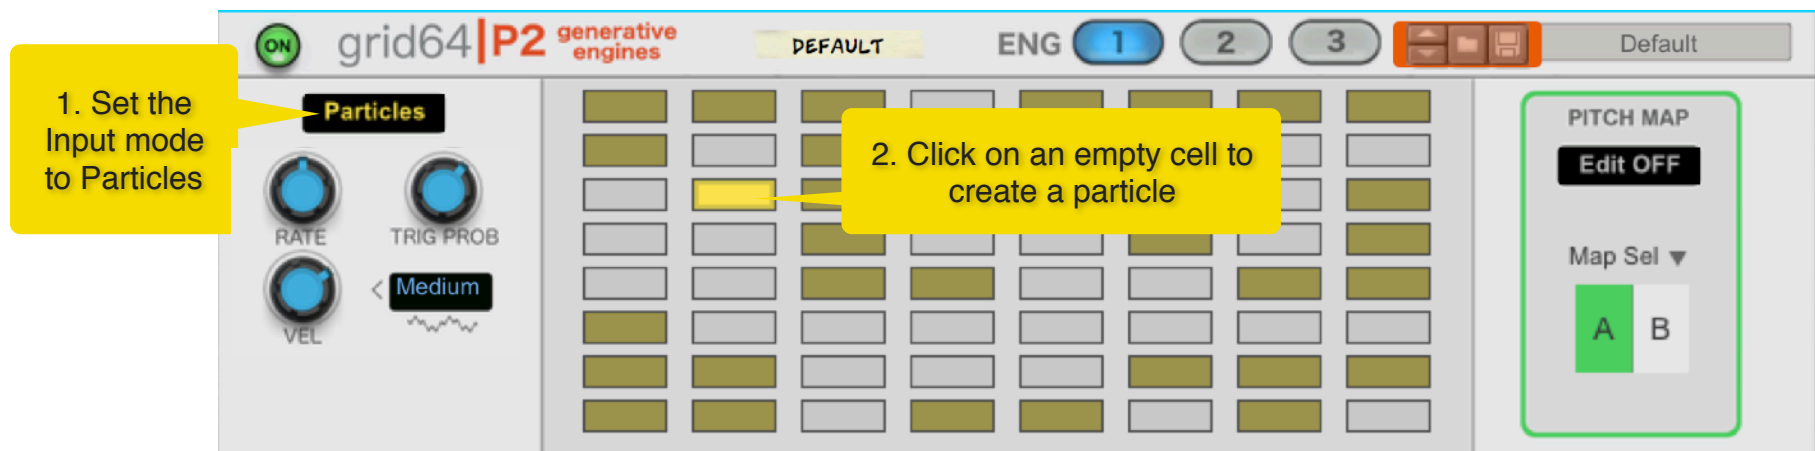 ON
grid64|P2 generative engines
DEFAULT
ENG 1 2 3
Default
1. Set the
Input mode
to Particles
Particles
RATE
TRIG PROB
VEL
< Medium
2. Click on an empty cell to
create a particle
PITCH MAP
Edit OFF
Map Sel ▼
A B